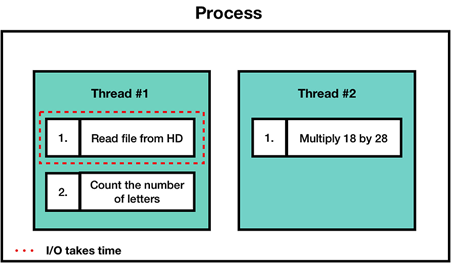 Process
Thread #1
1. Read file from HD
2. Count the number
of letters
Thread #2
1. Multiply 18 by 28
I/O takes time